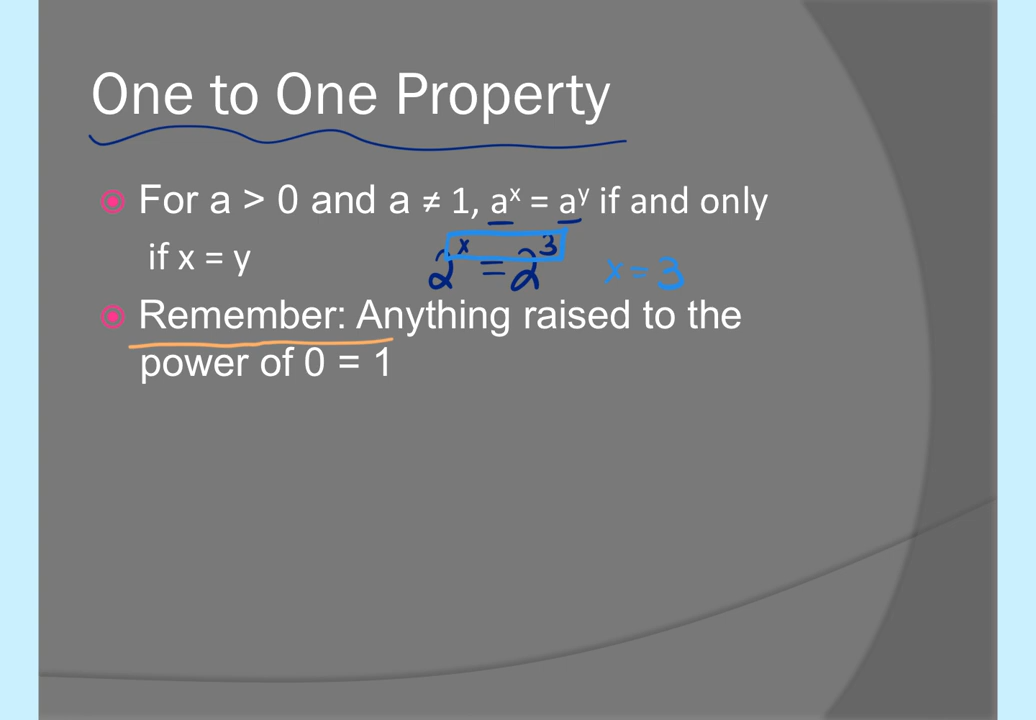 One to One Property
For a > 0 and a ≠ 1, aˣ = aʸ if and only
if x = y
2ˣ = 2³ x = 3
Remember: Anything raised to the
power of 0 = 1